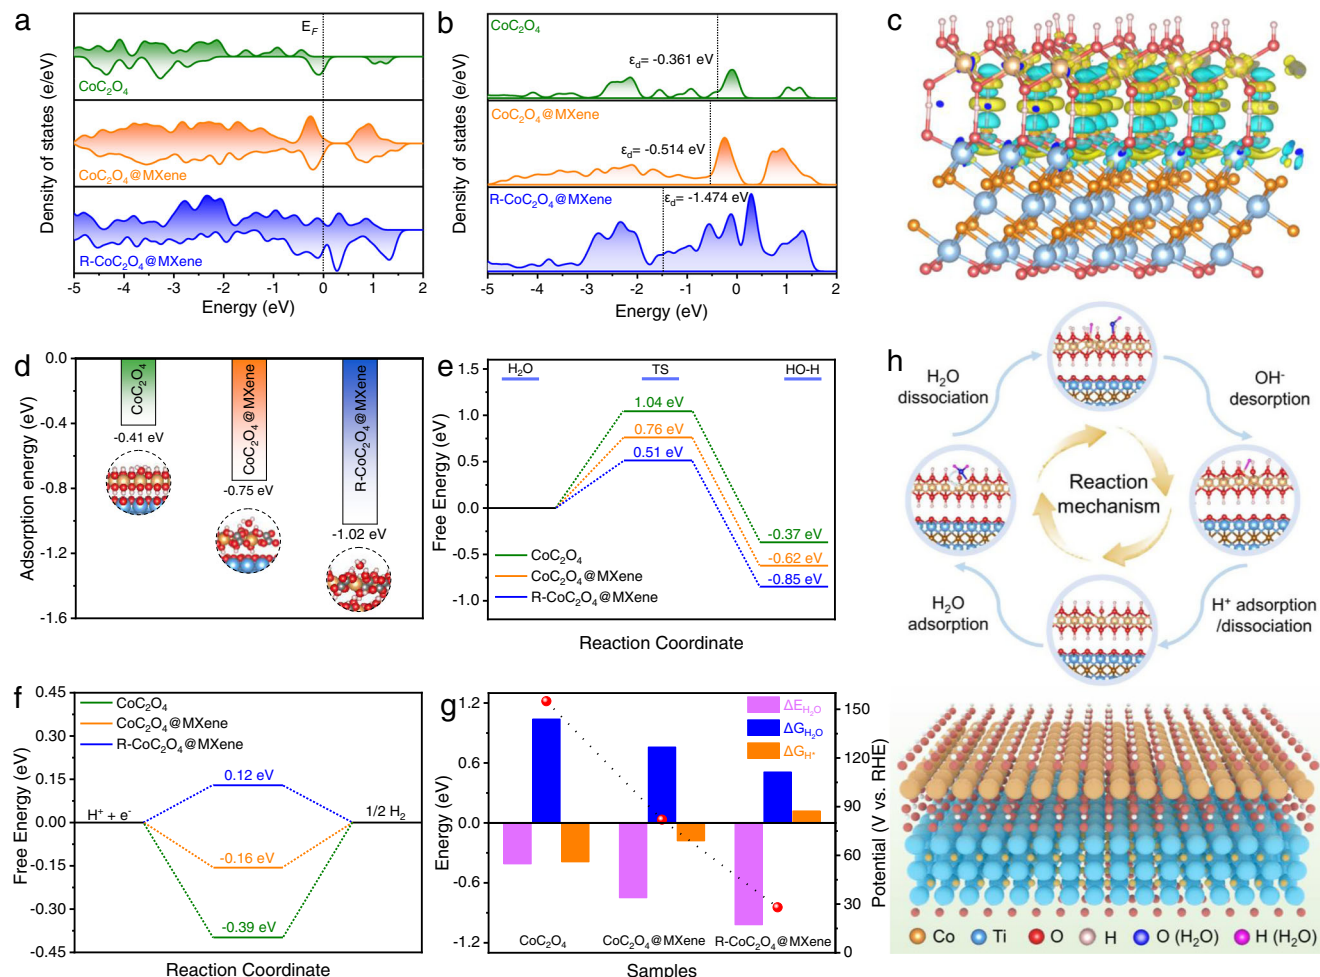 a
E_F
CoC₂O₄
CoC₂O₄@MXene
R-CoC₂O₄@MXene
Density of states (e/eV)
-5 -4 -3 -2 -1 0 1 2
Energy (eV)
b
CoC₂O₄
ε_d= -0.361 eV
CoC₂O₄@MXene
ε_d= -0.514 eV
R-CoC₂O₄@MXene
ε_d= -1.474 eV
Density of states (e/eV)
-5 -4 -3 -2 -1 0 1 2
Energy (eV)
c
d
0.0
-0.4
-0.8
-1.2
-1.6
Adsorption energy (eV)
CoC₂O₄
-0.41 eV
CoC₂O₄@MXene
-0.75 eV
R-CoC₂O₄@MXene
-1.02 eV
e
1.5
1.0
0.5
0.0
-0.5
-1.0
Free Energy (eV)
H₂O
TS
HO-H
1.04 eV
0.76 eV
0.51 eV
-0.37 eV
-0.62 eV
-0.85 eV
CoC₂O₄
CoC₂O₄@MXene
R-CoC₂O₄@MXene
Reaction Coordinate
h
H₂O
dissociation
OH⁻
desorption
Reaction
mechanism
H₂O
adsorption
H⁺ adsorption
/dissociation
f
0.45
0.30
0.15
0.00
-0.15
-0.30
-0.45
Free Energy (eV)
CoC₂O₄
CoC₂O₄@MXene
R-CoC₂O₄@MXene
H⁺ + e⁻
0.12 eV
-0.16 eV
-0.39 eV
1/2 H₂
Reaction Coordinate
g
1.2
0.6
0.0
-0.6
-1.2
Energy (eV)
ΔE_H₂O
ΔG_H₂O
ΔG_H*
150
120
90
60
30
0
Potential (V vs. RHE)
CoC₂O₄
CoC₂O₄@MXene
R-CoC₂O₄@MXene
Samples
Co Ti O H O (H₂O) H (H₂O)